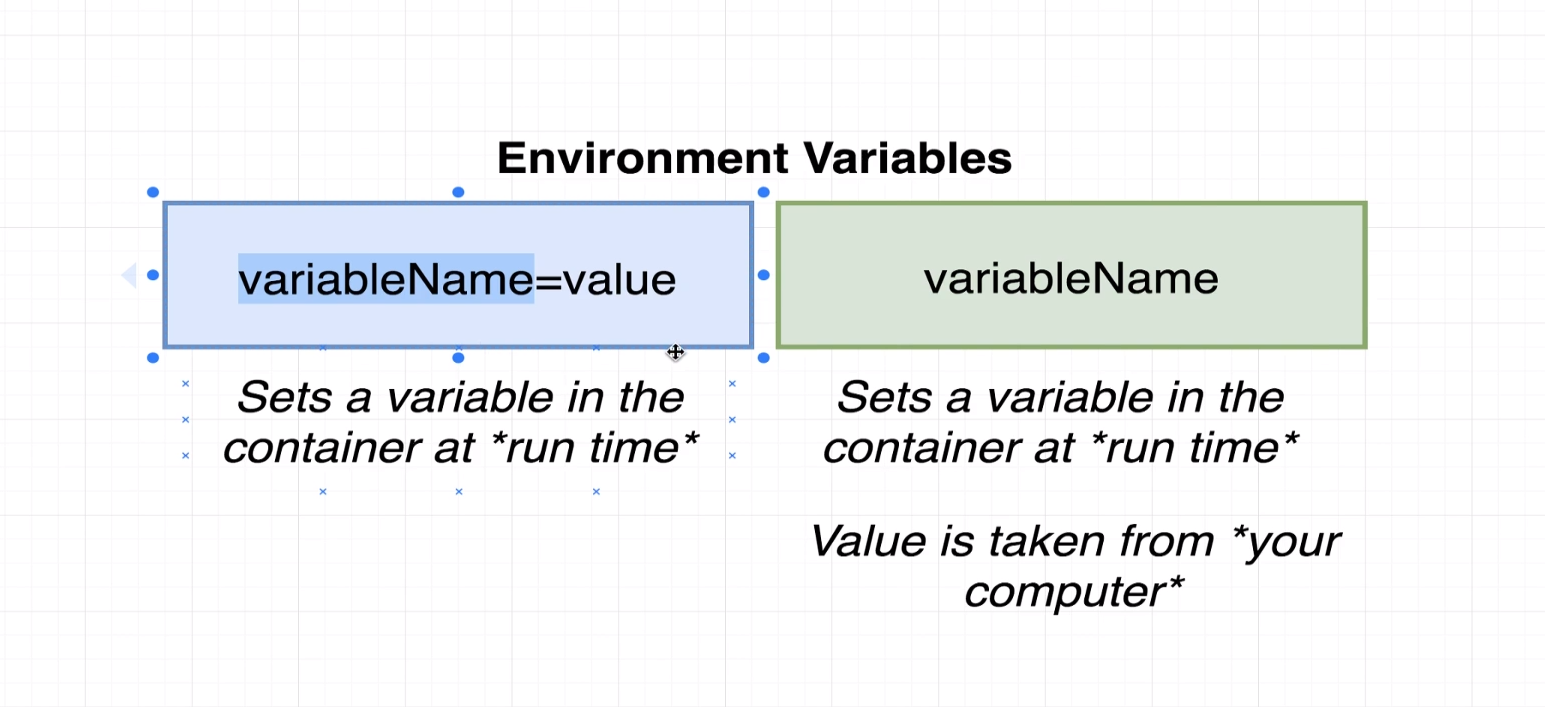 Environment Variables
variableName=value
variableName
Sets a variable in the
container at *run time*
Sets a variable in the
container at *run time*
Value is taken from *your
computer*